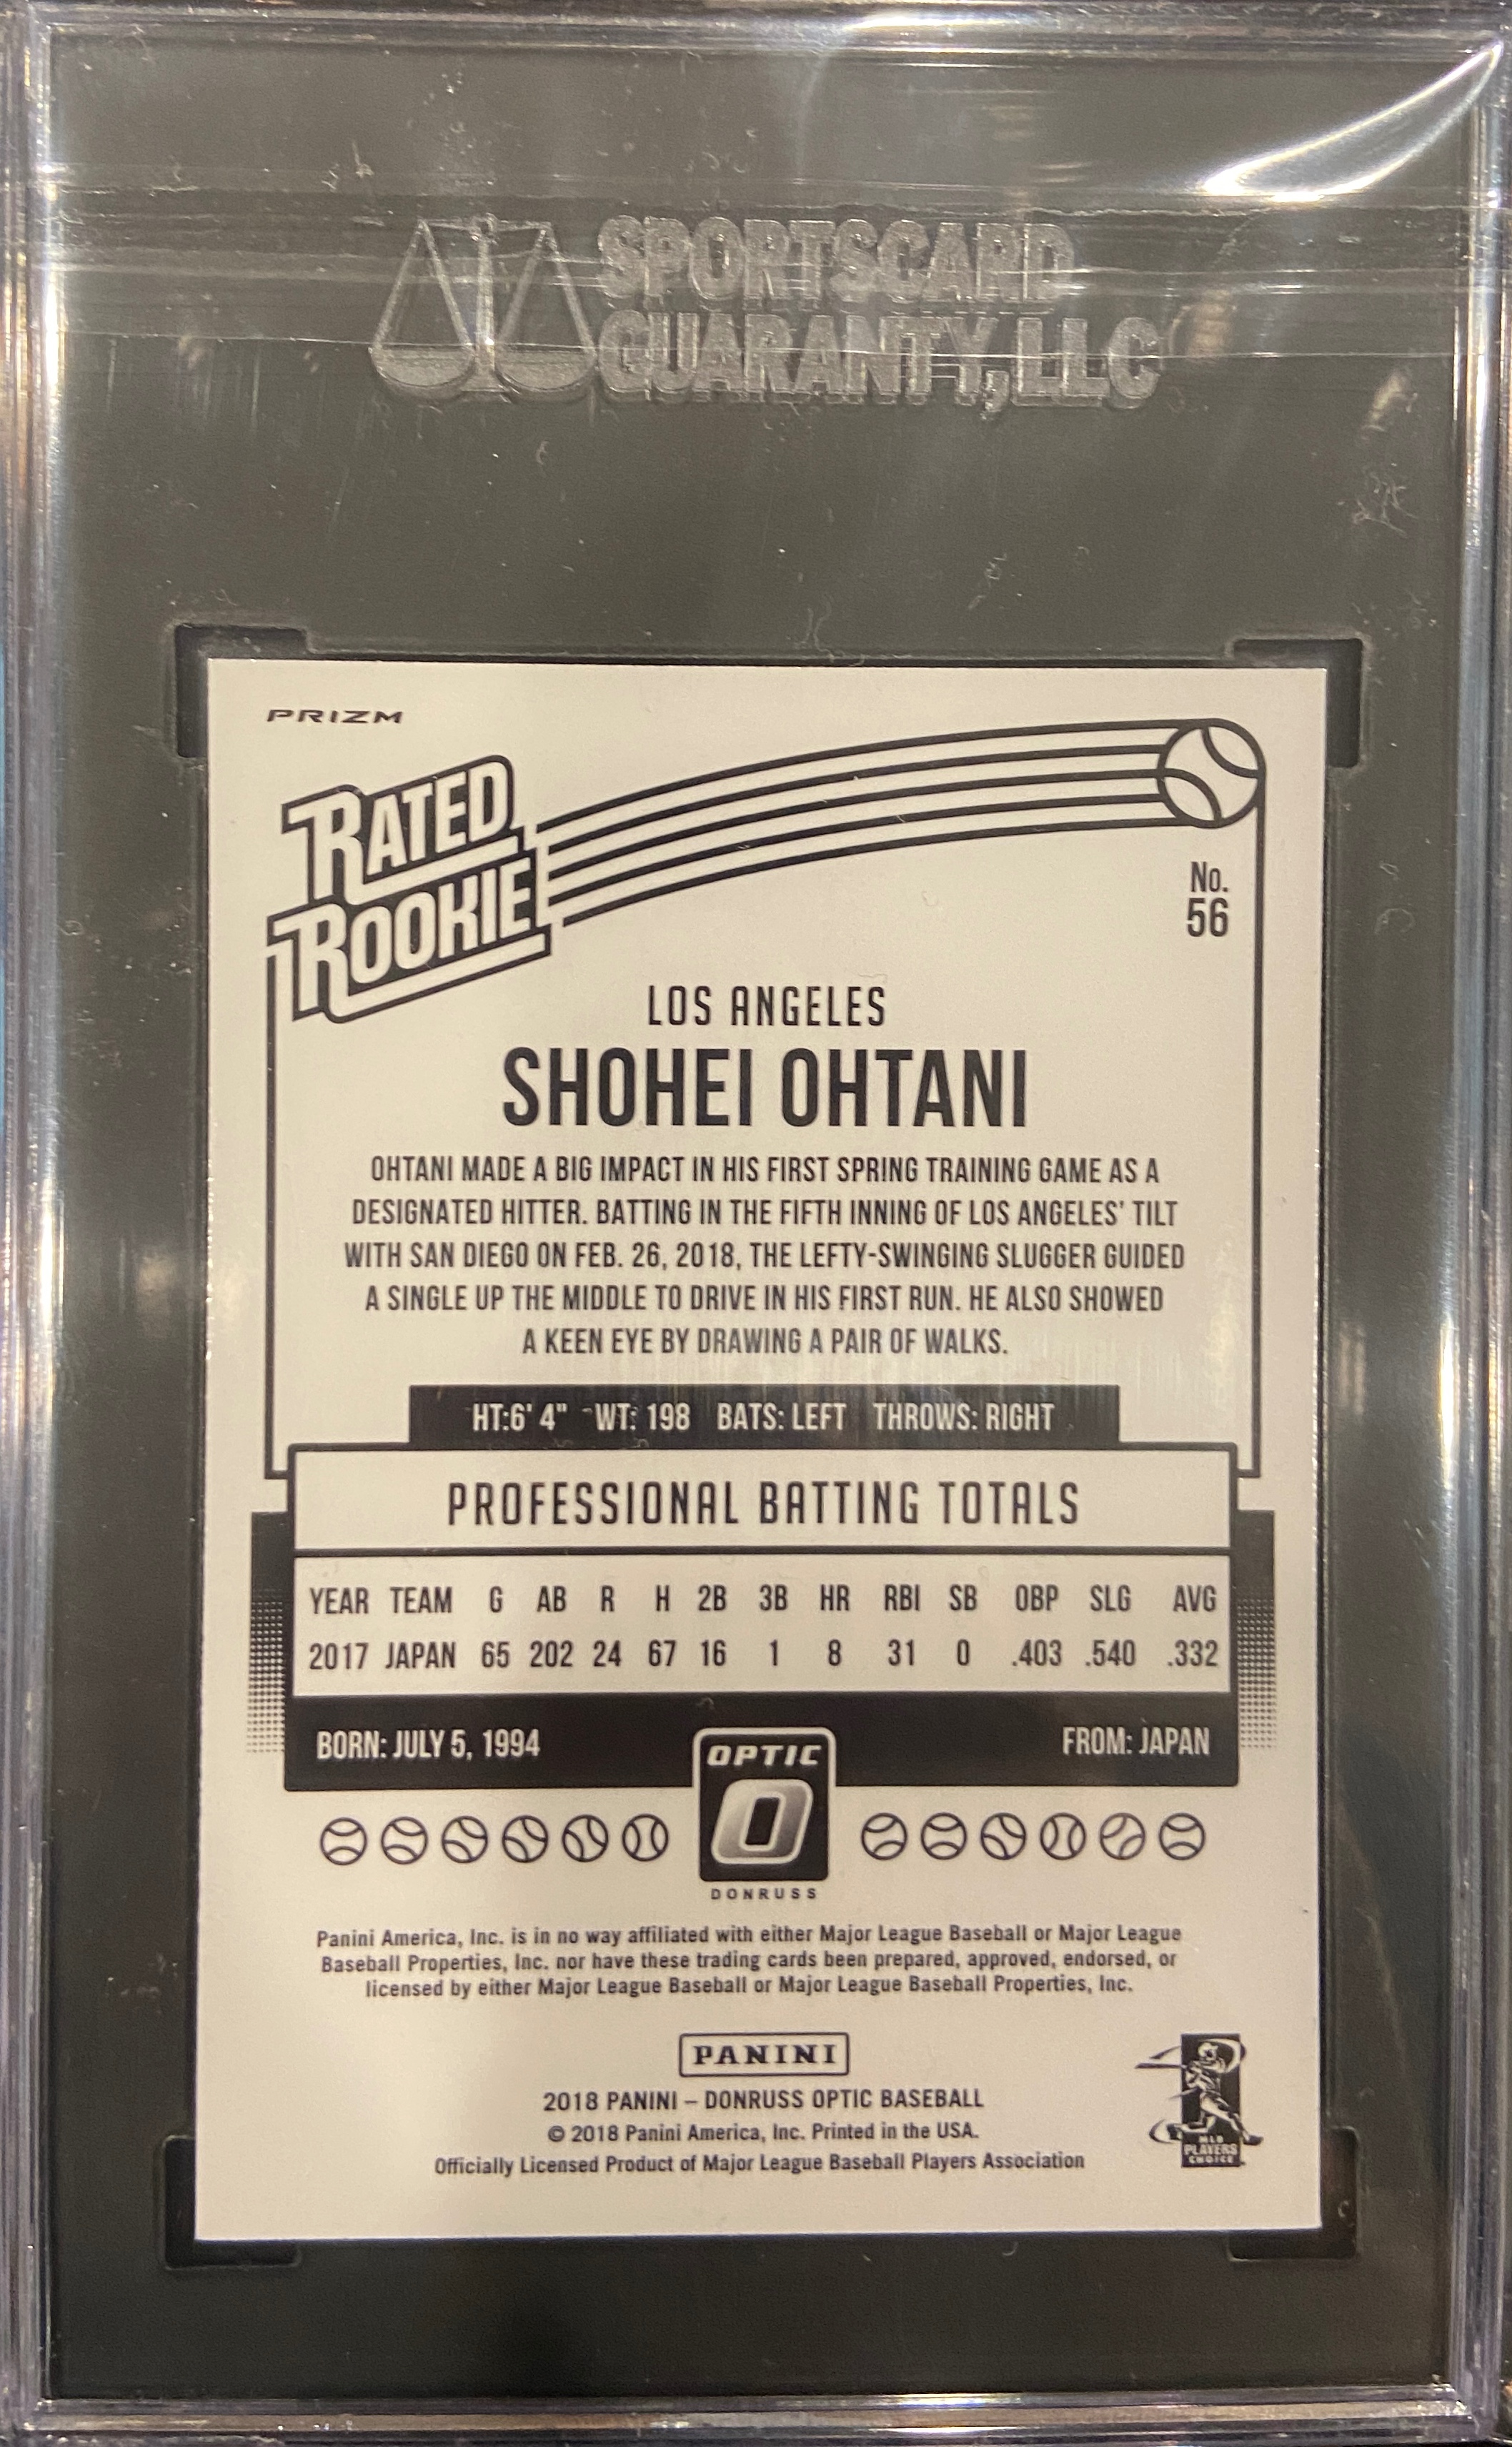 SPORTSCARD
GUARANTY, LLC
PRIZM
RATED
ROOKIE
No.
56
LOS ANGELES
SHOHEI OHTANI
OHTANI MADE A BIG IMPACT IN HIS FIRST SPRING TRAINING GAME AS A
DESIGNATED HITTER. BATTING IN THE FIFTH INNING OF LOS ANGELES' TILT
WITH SAN DIEGO ON FEB. 26, 2018, THE LEFTY-SWINGING SLUGGER GUIDED
A SINGLE UP THE MIDDLE TO DRIVE IN HIS FIRST RUN. HE ALSO SHOWED
A KEEN EYE BY DRAWING A PAIR OF WALKS.
HT:6' 4" WT: 198 BATS: LEFT THROWS: RIGHT
PROFESSIONAL BATTING TOTALS
YEAR TEAM G AB R H 2B 3B HR RBI SB OBP SLG AVG
2017 JAPAN 65 202 24 67 16 1 8 31 0 .403 .540 .332
BORN: JULY 5, 1994 FROM: JAPAN
OPTIC
O
DONRUSS
Panini America, Inc. is in no way affiliated with either Major League Baseball or Major League
Baseball Properties, Inc. nor have these trading cards been prepared, approved, endorsed, or
licensed by either Major League Baseball or Major League Baseball Properties, Inc.
PANINI
2018 PANINI – DONRUSS OPTIC BASEBALL
© 2018 Panini America, Inc. Printed in the USA.
Officially Licensed Product of Major League Baseball Players Association
MLB
PLAYERS
CHOICE